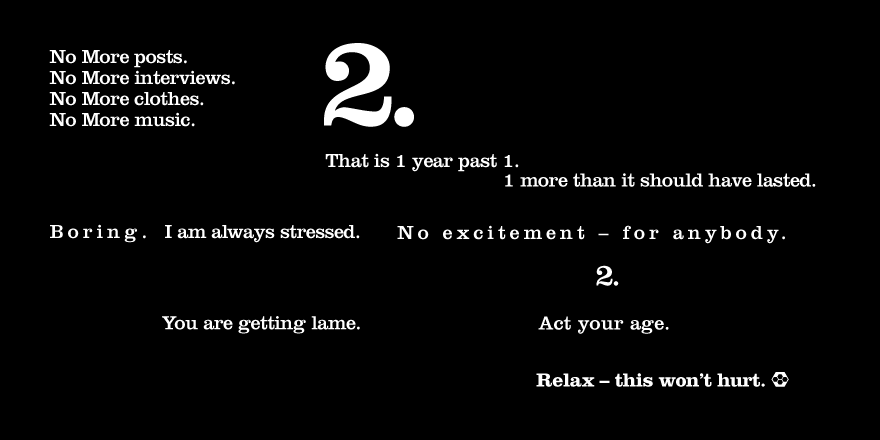 No More posts.
No More interviews.
No More clothes.
No More music.
2.
That is 1 year past 1.
1 more than it should have lasted.
Boring. I am always stressed.
No excitement – for anybody.
2.
You are getting lame.
Act your age.
Relax – this won’t hurt.